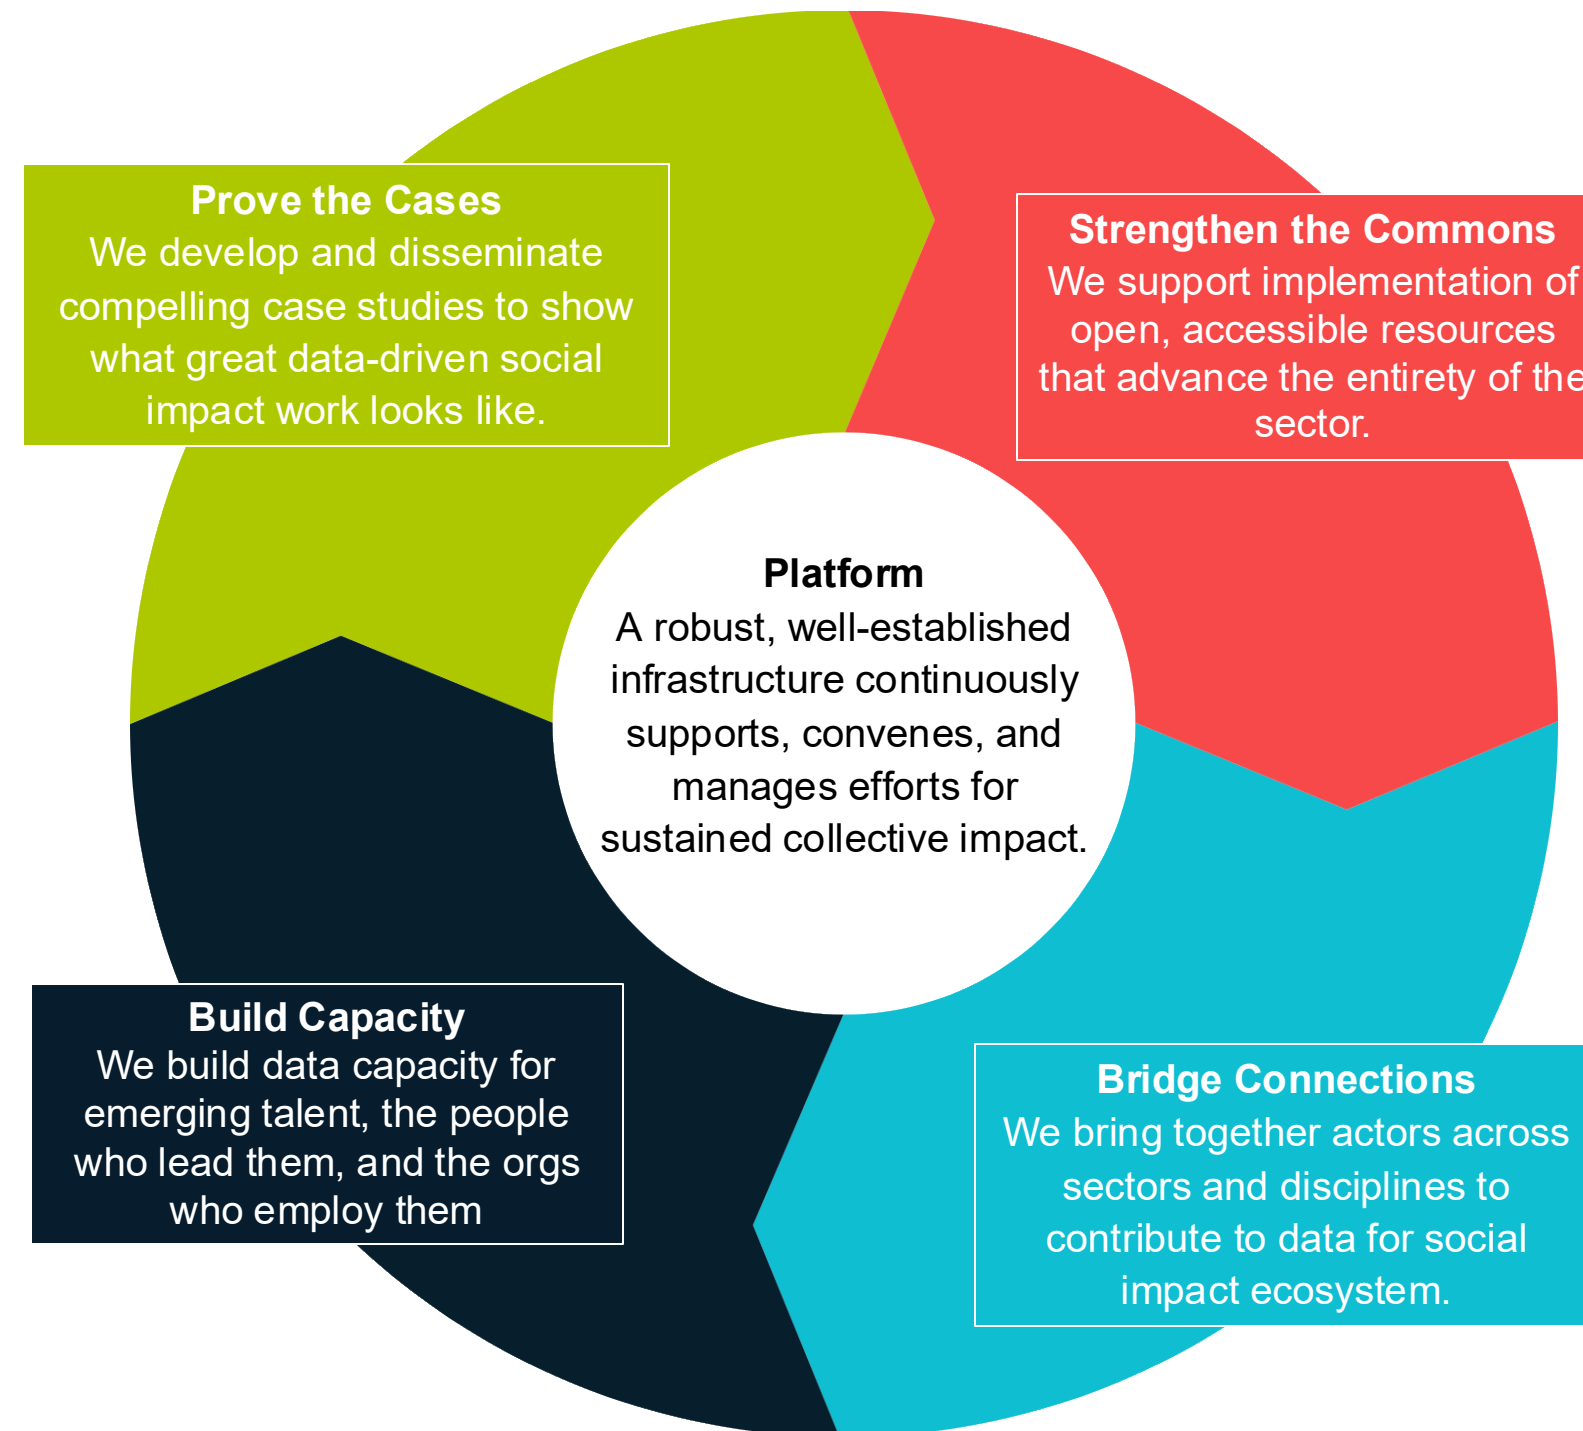 Prove the Cases
We develop and disseminate
compelling case studies to show
what great data-driven social
impact work looks like.
Strengthen the Commons
We support implementation of
open, accessible resources
that advance the entirety of the
sector.
Platform
A robust, well-established
infrastructure continuously
supports, convenes, and
manages efforts for
sustained collective impact.
Build Capacity
We build data capacity for
emerging talent, the people
who lead them, and the orgs
who employ them
Bridge Connections
We bring together actors across
sectors and disciplines to
contribute to data for social
impact ecosystem.